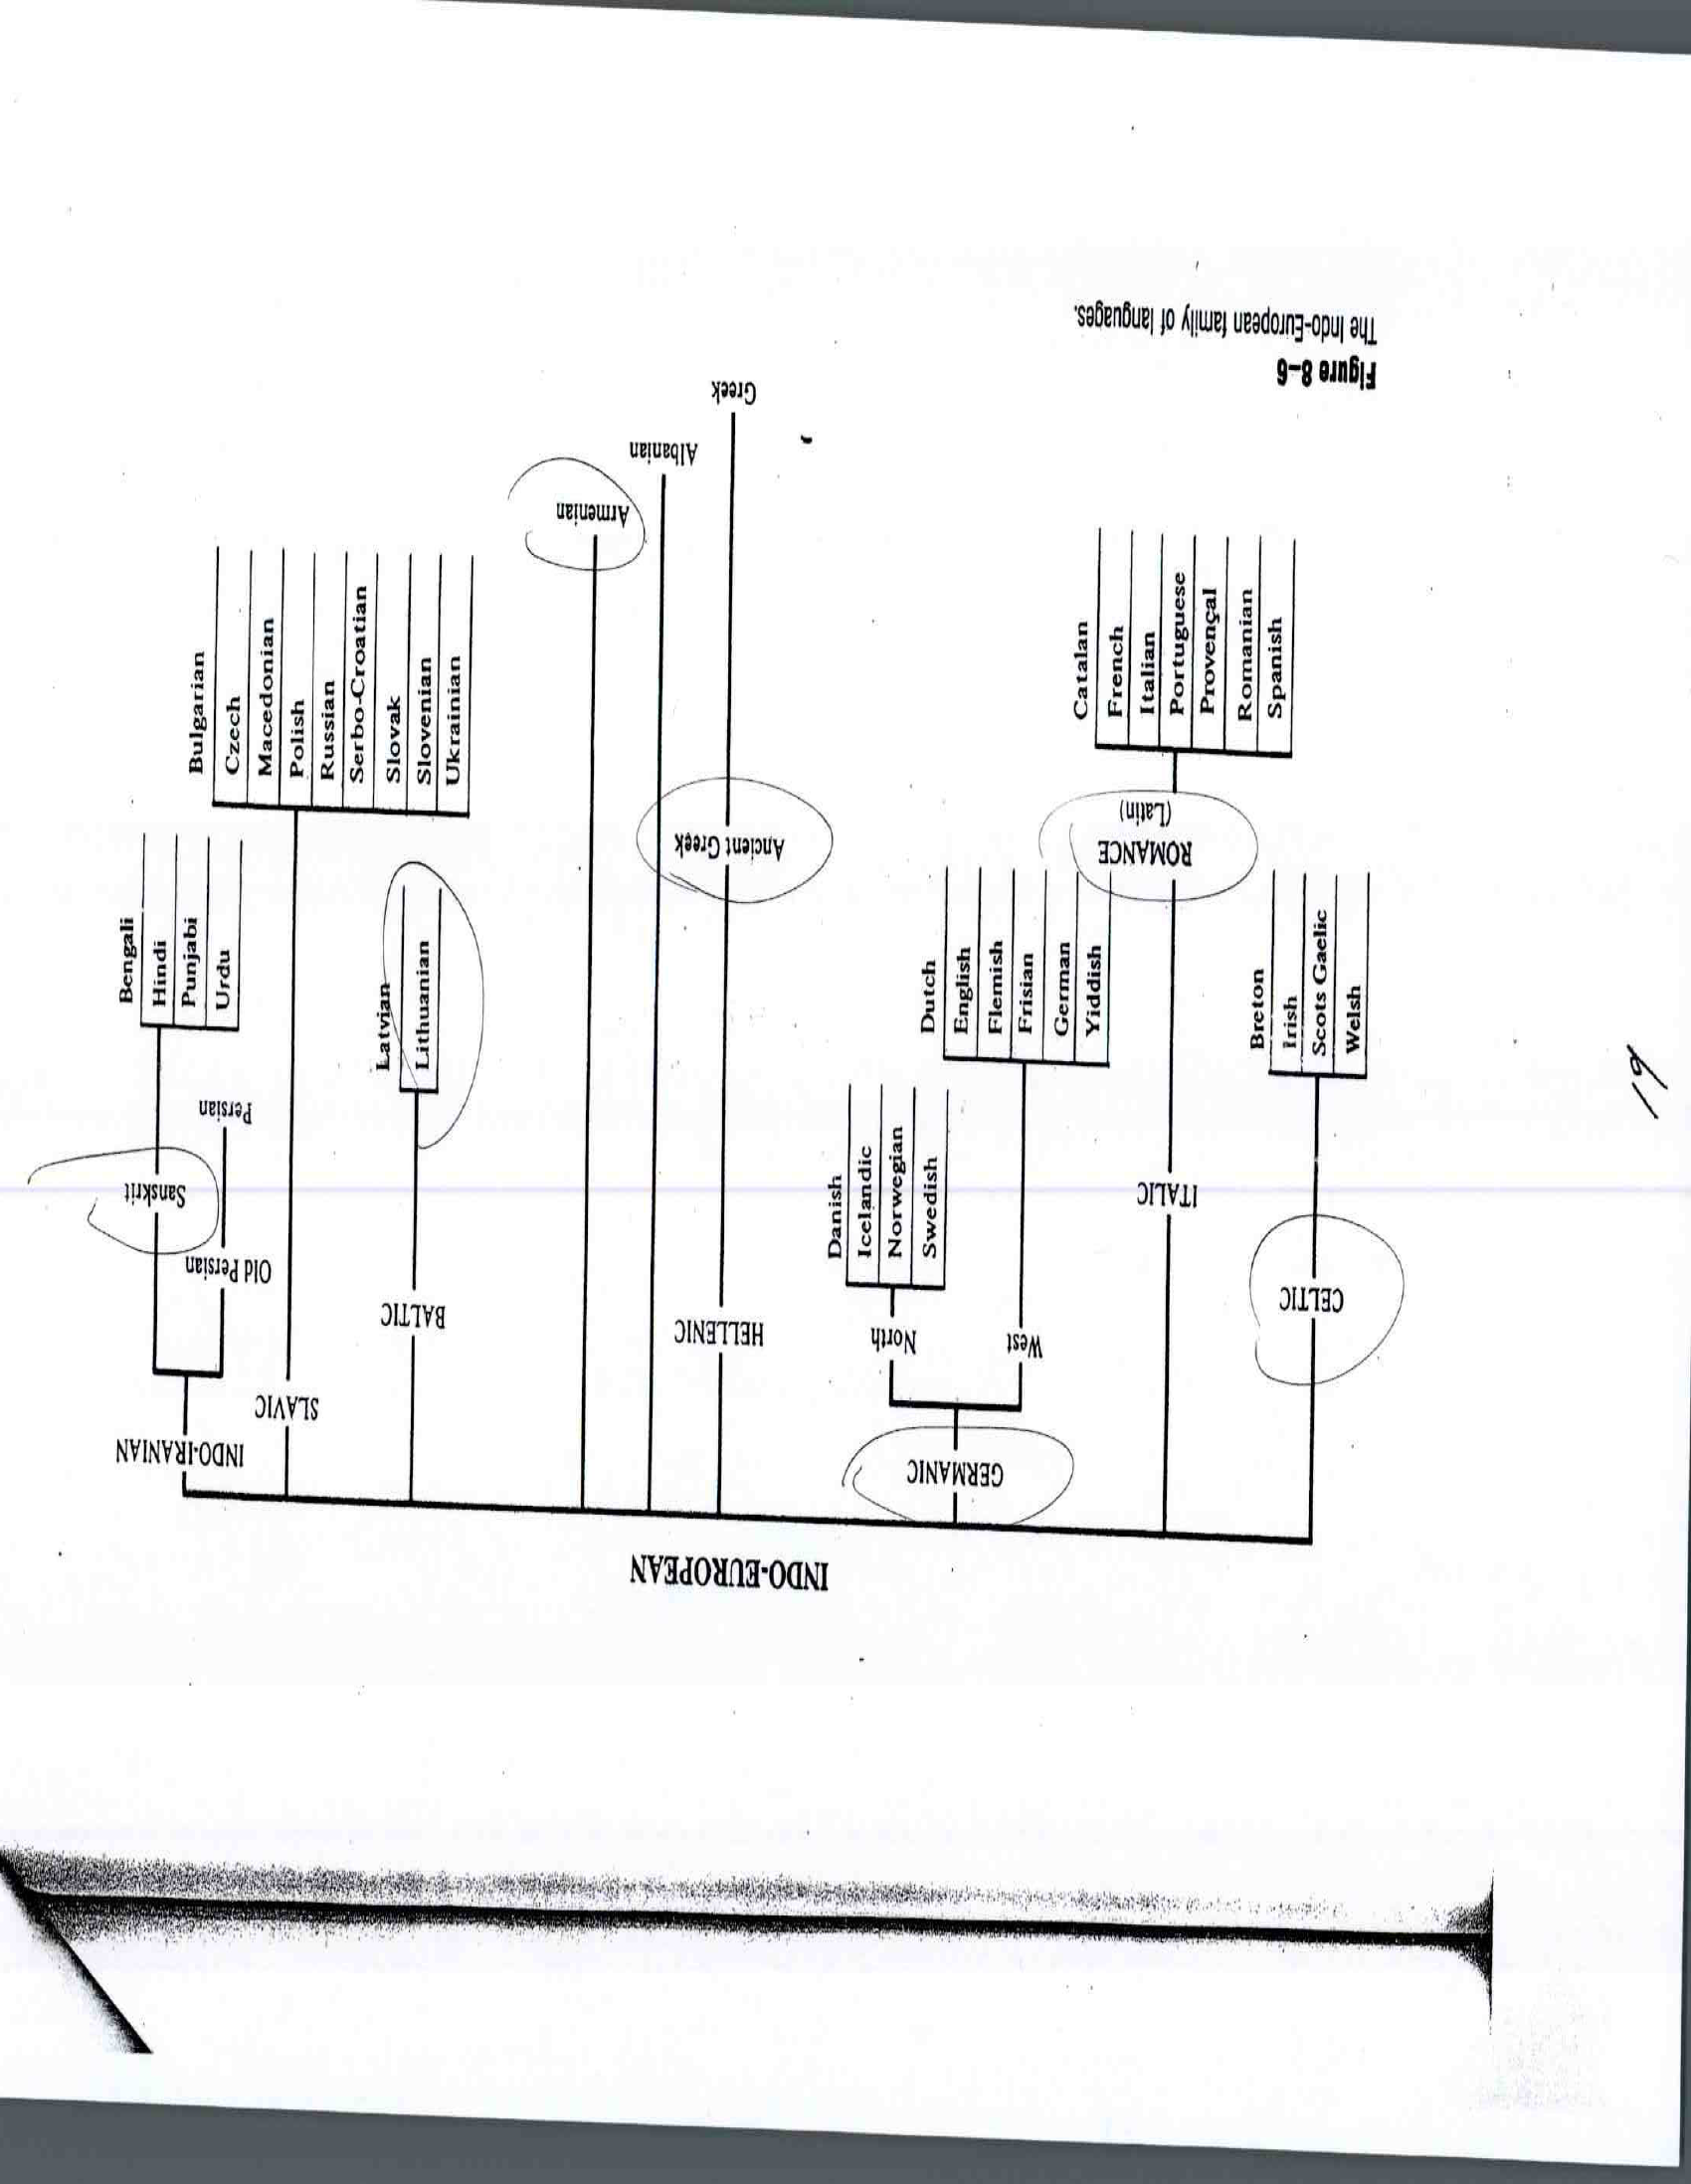 INDO-EUROPEAN
CELTIC
Breton
Irish
Scots Gaelic
Welsh
ITALIC
ROMANCE
(Latin)
Catalan
French
Italian
Portuguese
Provençal
Romanian
Spanish
GERMANIC
West
Dutch
English
Flemish
Frisian
German
Yiddish
North
Danish
Icelandic
Norwegian
Swedish
HELLENIC
Ancient Greek
Greek
Albanian
Armenian
BALTIC
Latvian
Lithuanian
SLAVIC
Bulgarian
Czech
Macedonian
Polish
Russian
Serbo-Croatian
Slovak
Slovenian
Ukrainian
INDO-IRANIAN
Old Persian
Persian
Sanskrit
Bengali
Hindi
Punjabi
Urdu
Figure 8–6
The Indo-European family of languages.
19